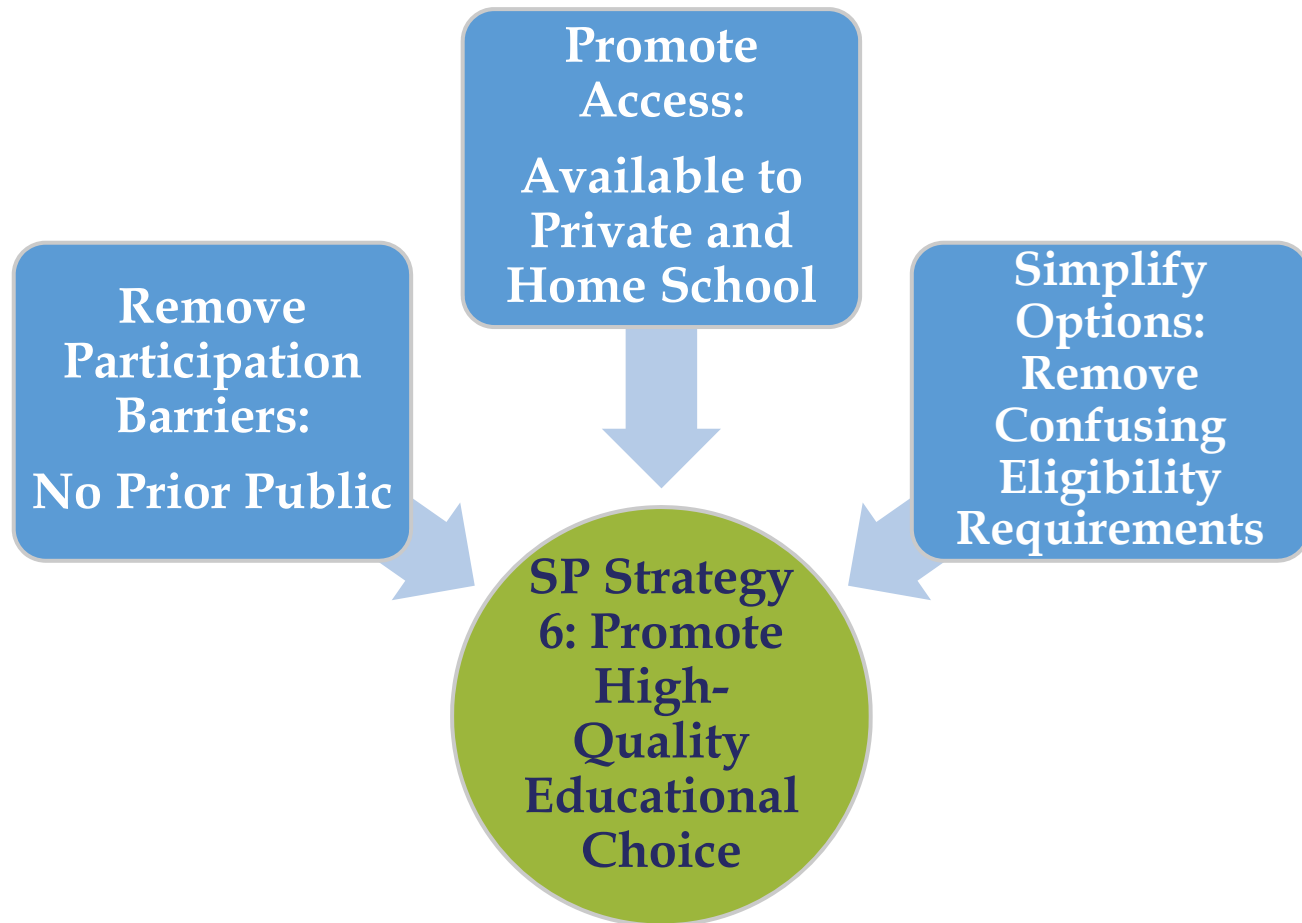 Promote
Access:
Available to
Private and
Home School
Remove
Participation
Barriers:
No Prior Public
Simplify
Options:
Remove
Confusing
Eligibility
Requirements
SP Strategy
6: Promote
High-
Quality
Educational
Choice